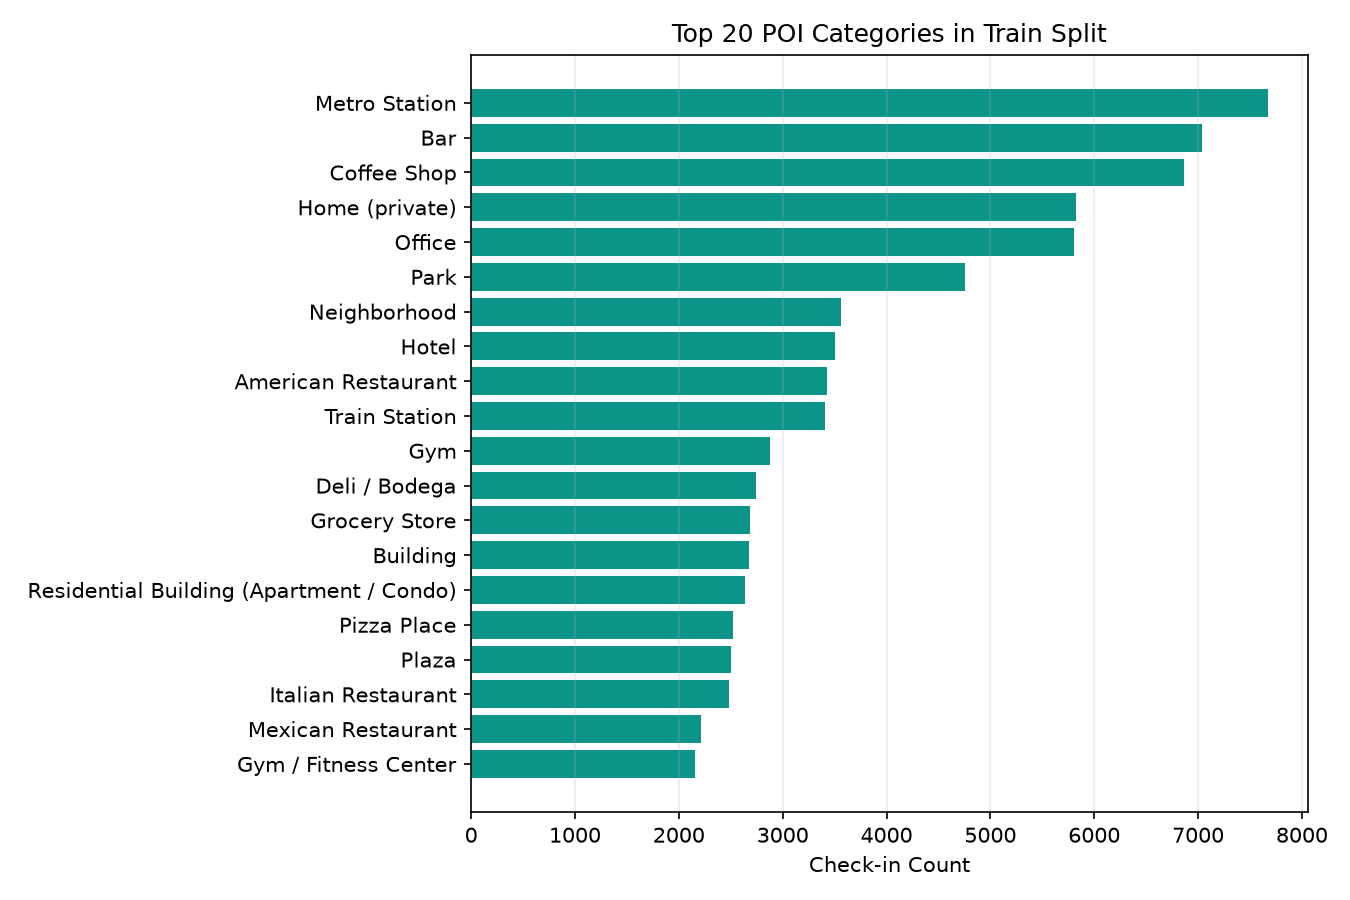 Top 20 POI Categories in Train Split
Metro Station
Bar
Coffee Shop
Home (private)
Office
Park
Neighborhood
Hotel
American Restaurant
Train Station
Gym
Deli / Bodega
Grocery Store
Building
Residential Building (Apartment / Condo)
Pizza Place
Plaza
Italian Restaurant
Mexican Restaurant
Gym / Fitness Center
0 1000 2000 3000 4000 5000 6000 7000 8000
Check-in Count